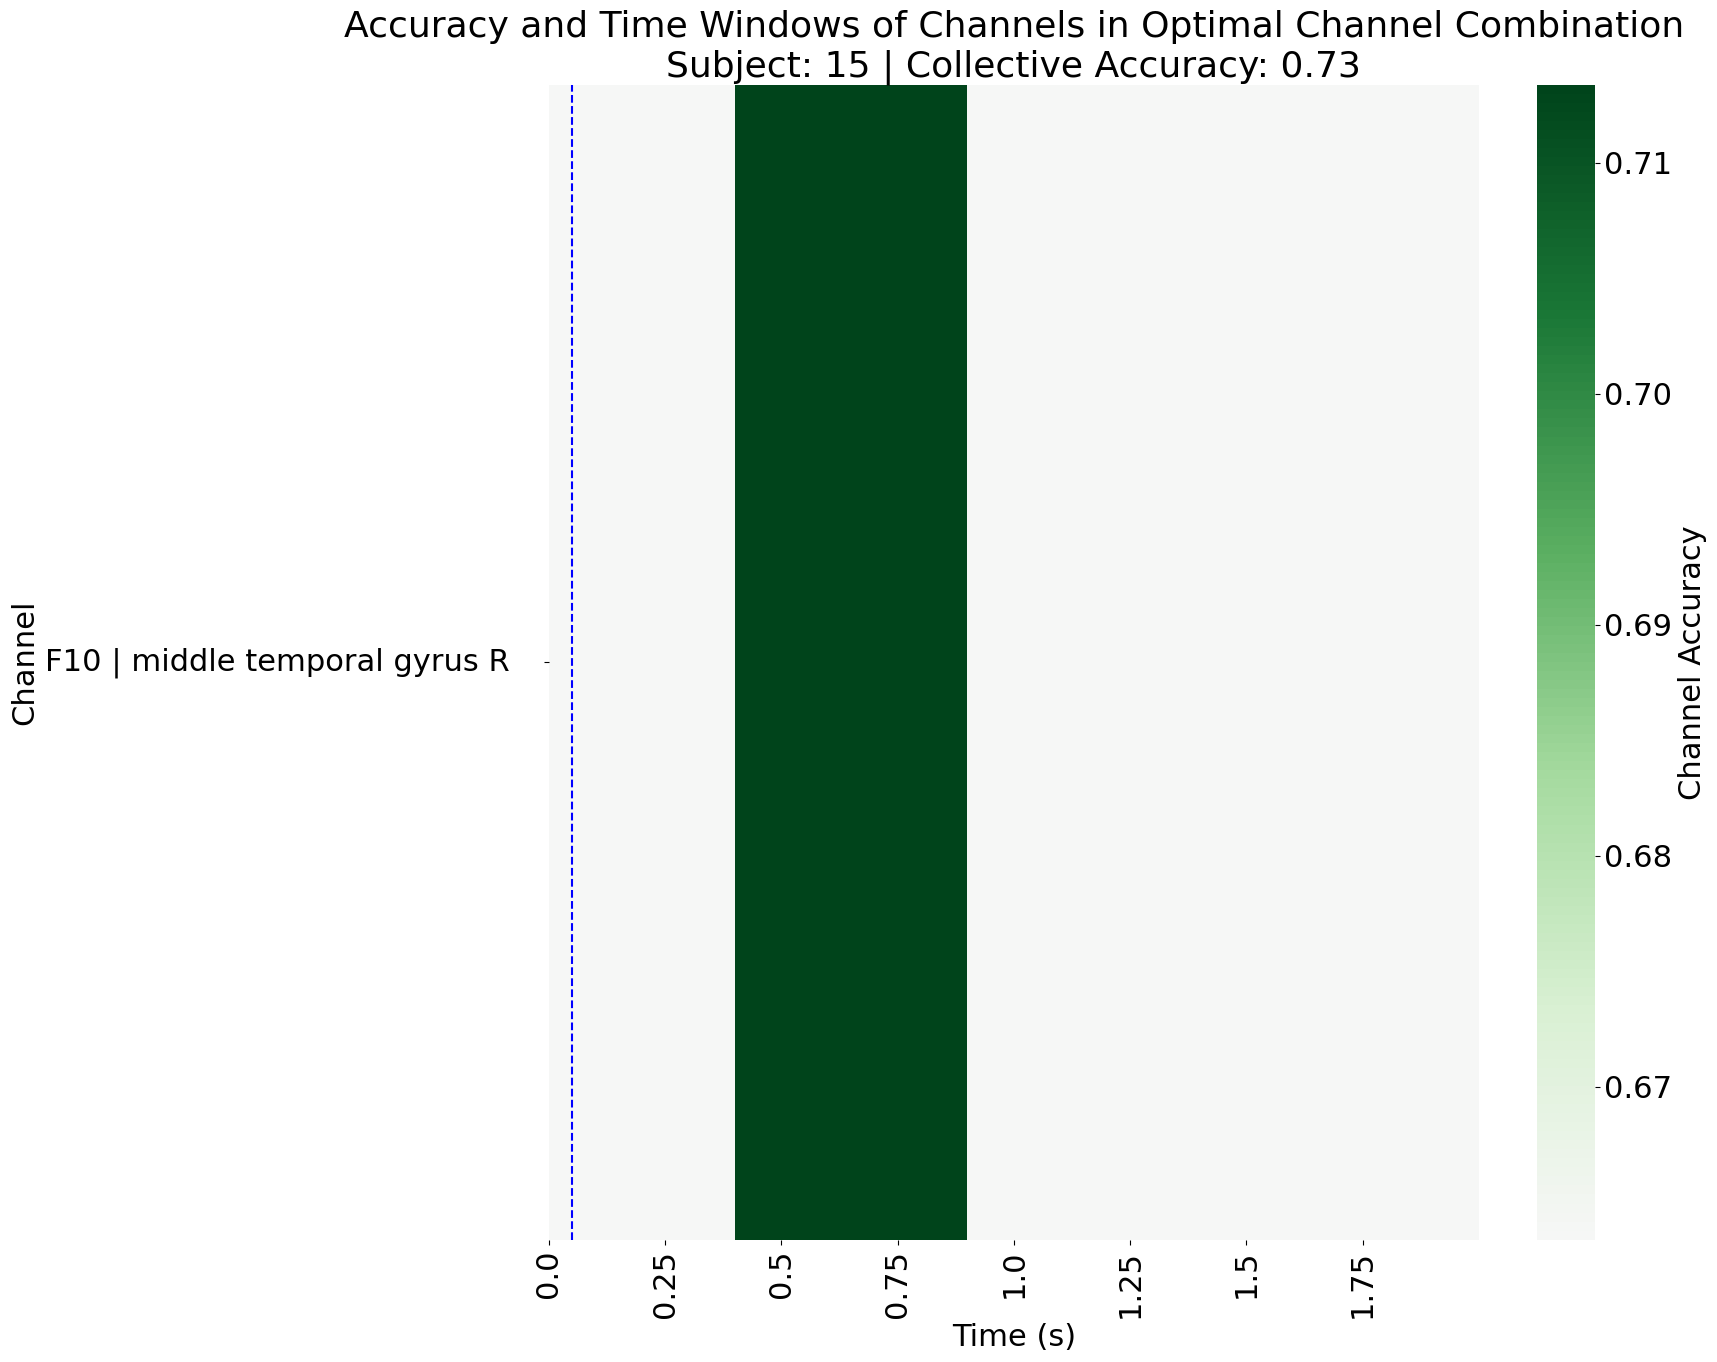 Accuracy and Time Windows of Channels in Optimal Channel Combination
Subject: 15 | Collective Accuracy: 0.73
Channel
F10 | middle temporal gyrus R
0.0
0.25
0.5
0.75
1.0
1.25
1.5
1.75
Time (s)
0.71
0.70
0.69
0.68
0.67
Channel Accuracy